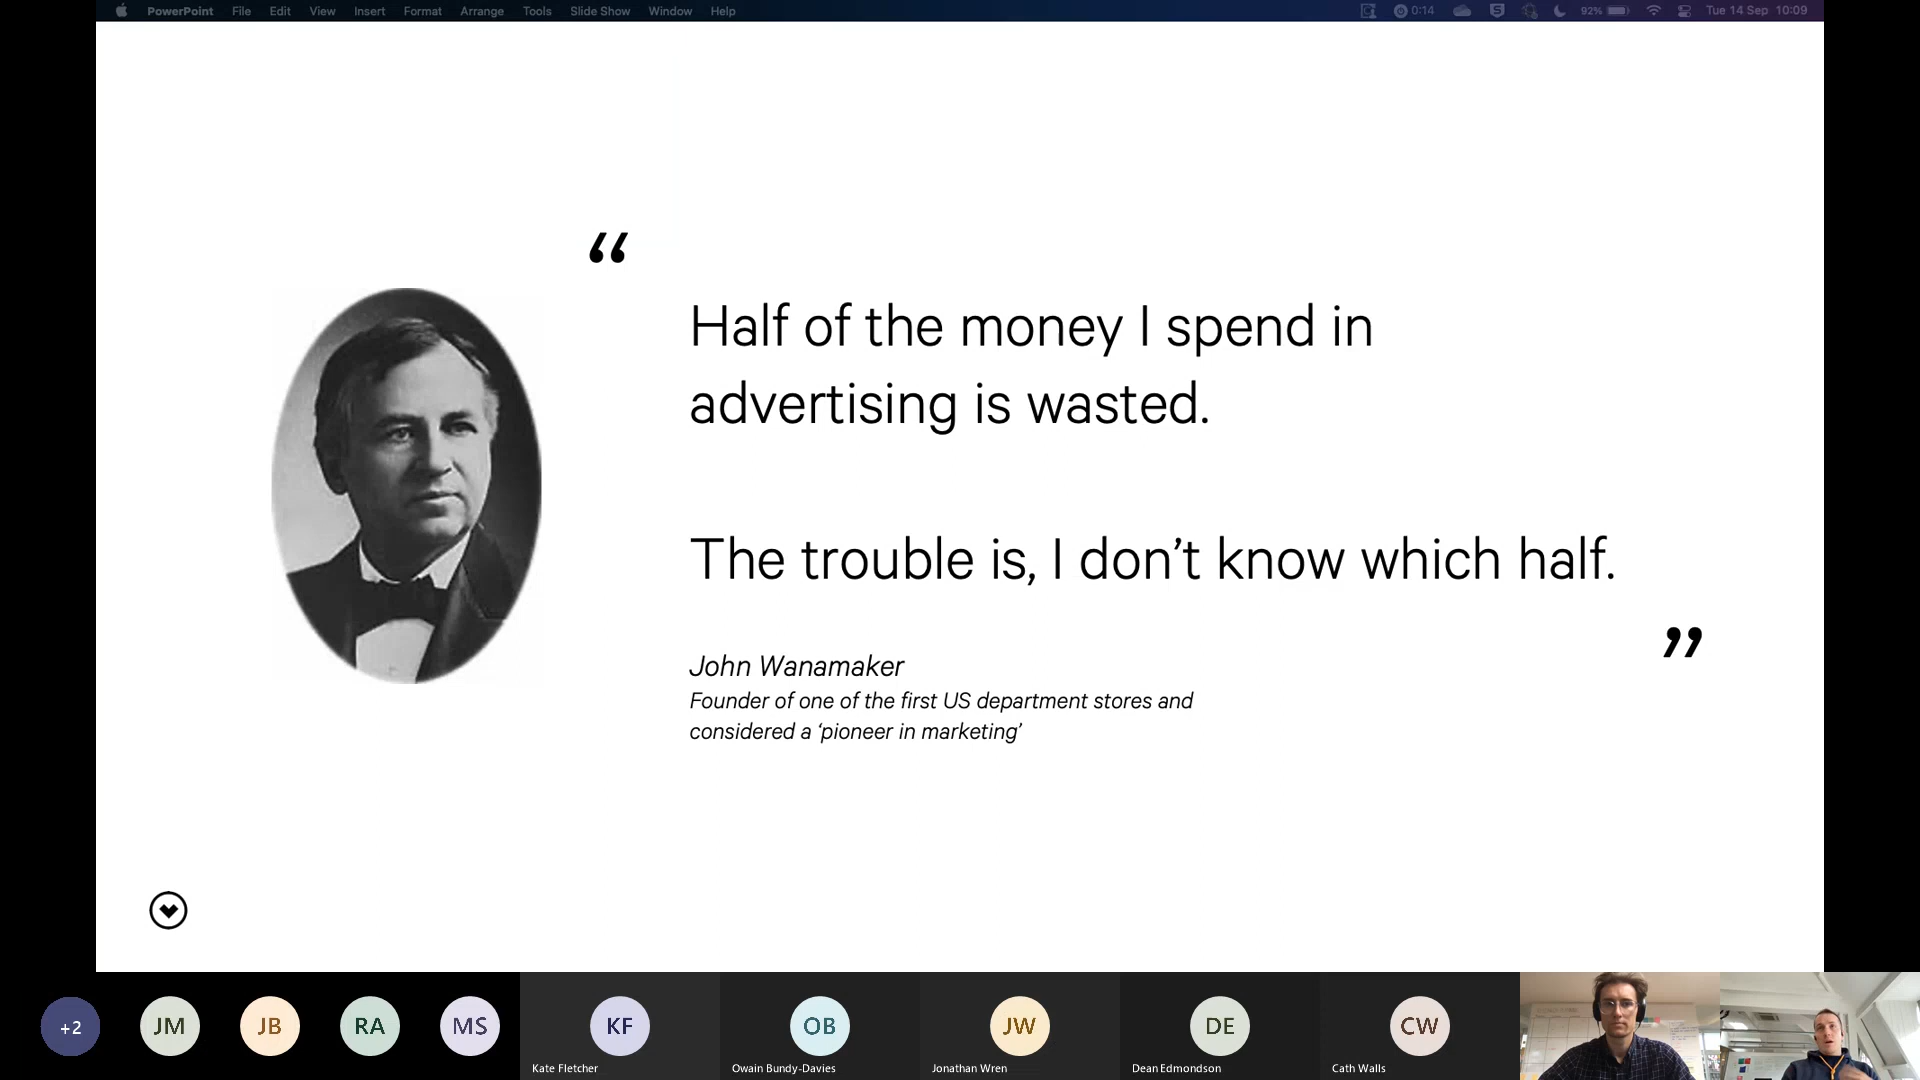 PowerPoint File Edit View Insert Format Arrange Tools Slide Show Window Help
0:14 92% Tue 14 Sep 10:09
“
Half of the money I spend in
advertising is wasted.
The trouble is, I don’t know which half.
”
John Wanamaker
Founder of one of the first US department stores and
considered a ‘pioneer in marketing’
+2 JM JB RA MS KF OB JW DE CW
Kate Fletcher Owain Bundy-Davies Jonathan Wren Dean Edmondson Cath Walls